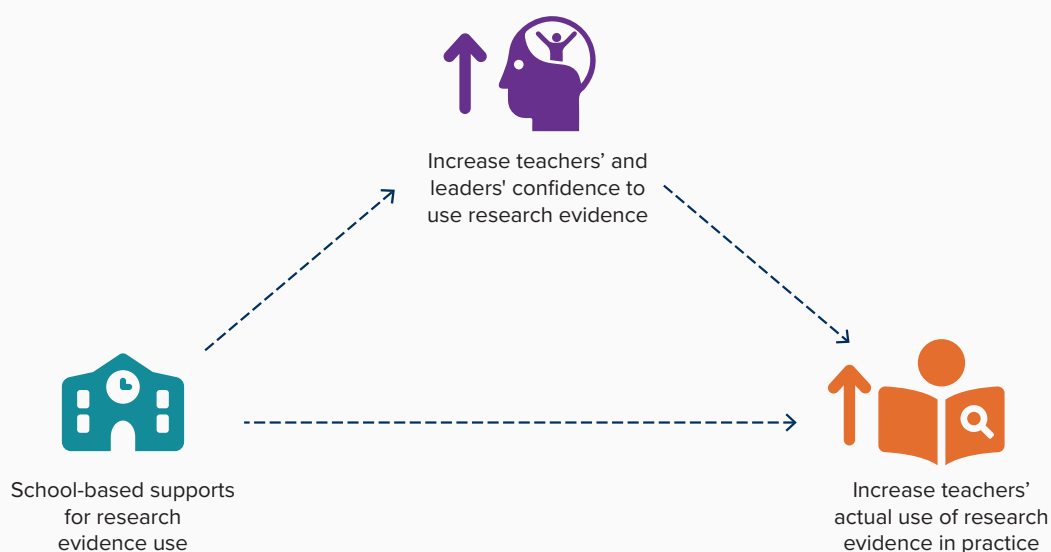 Increase teachers’ and
leaders' confidence to
use research evidence
School-based supports
for research
evidence use
Increase teachers’
actual use of research
evidence in practice